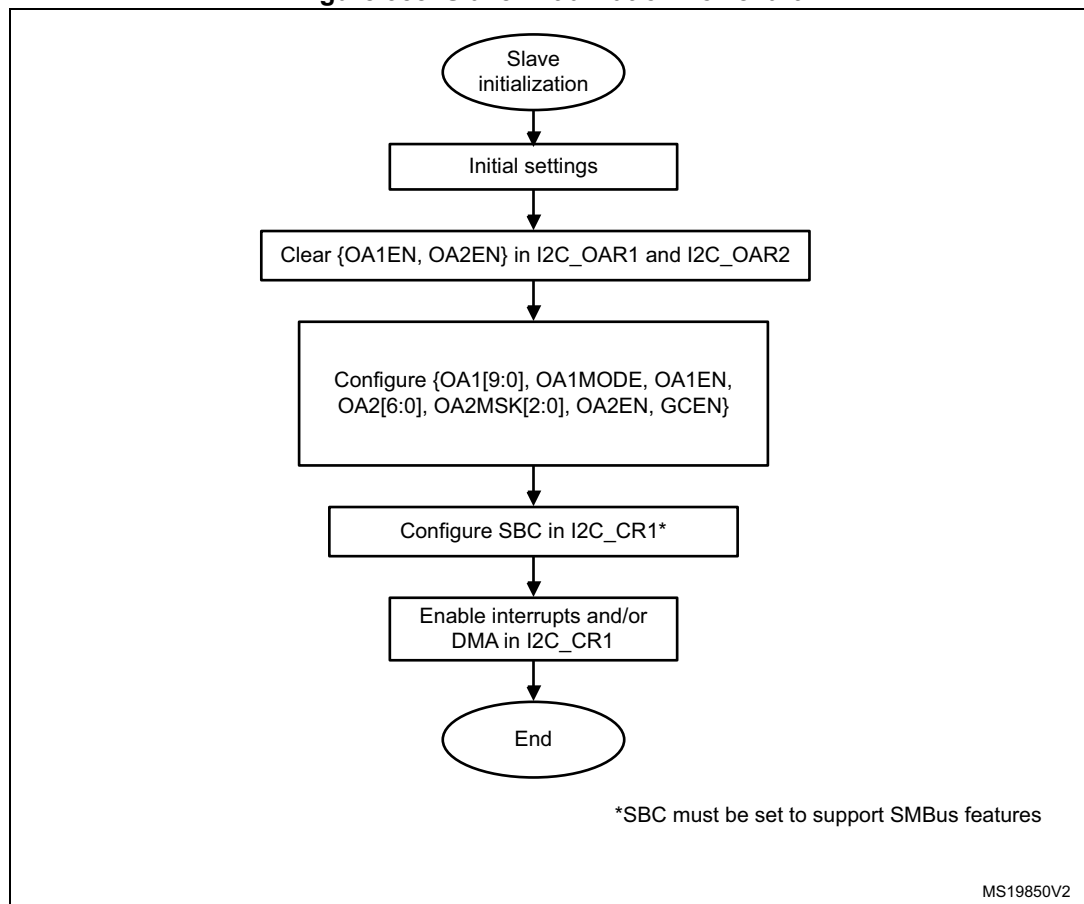 Slave
initialization
Initial settings
Clear {OA1EN, OA2EN} in I2C_OAR1 and I2C_OAR2
Configure {OA1[9:0], OA1MODE, OA1EN,
OA2[6:0], OA2MSK[2:0], OA2EN, GCEN}
Configure SBC in I2C_CR1*
Enable interrupts and/or
DMA in I2C_CR1
End
*SBC must be set to support SMBus features
MS19850V2